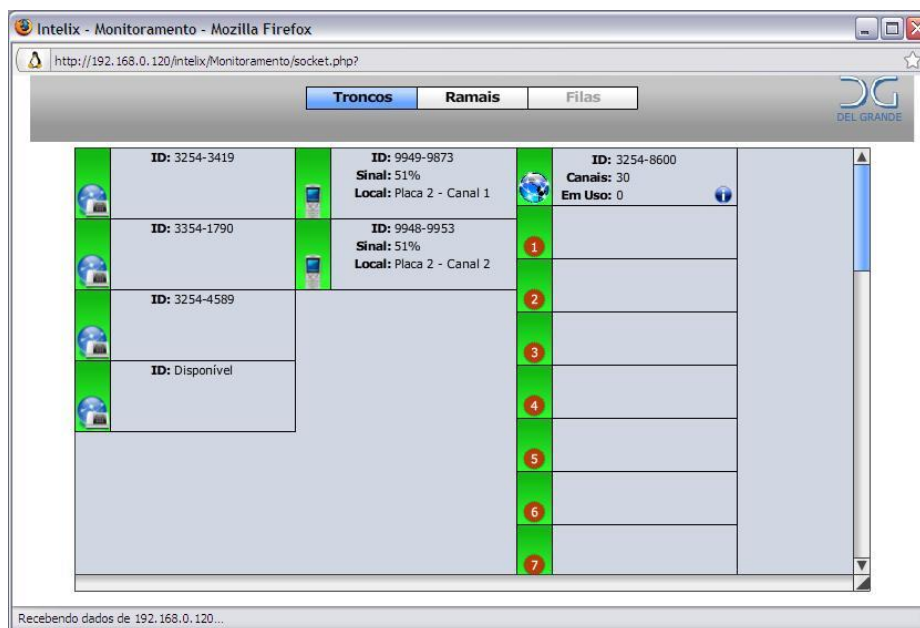 Intelix - Monitoramento - Mozilla Firefox
http://192.168.0.120/intelix/Monitoramento/socket.php?
Troncos
Ramais
Filas
DG
DEL GRANDE
ID: 3254-3419
ID: 3354-1790
ID: 3254-4589
ID: Disponível
ID: 9949-9873
Sinal: 51%
Local: Placa 2 - Canal 1
ID: 9948-9953
Sinal: 51%
Local: Placa 2 - Canal 2
ID: 3254-8600
Canais: 30
Em Uso: 0
1
2
3
4
5
6
7
Recebendo dados de 192.168.0.120...